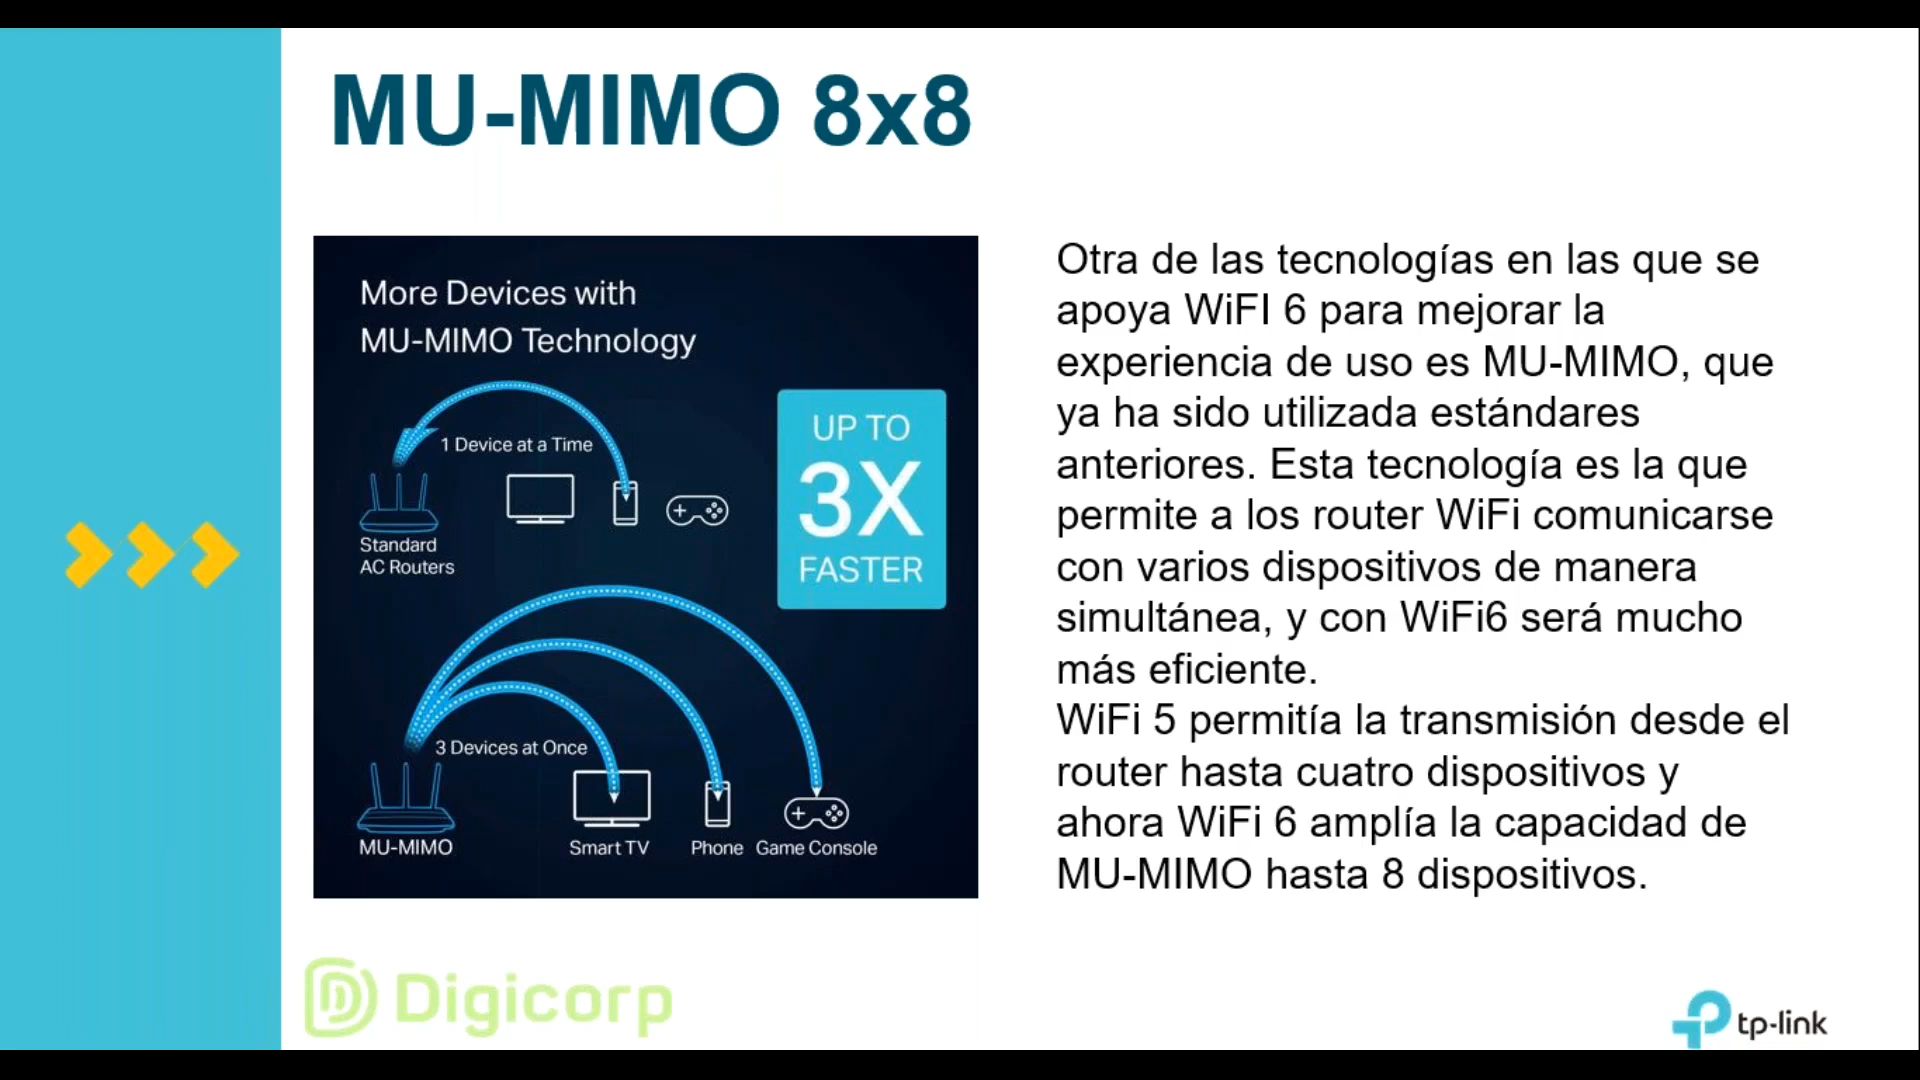 MU-MIMO 8x8
More Devices with
MU-MIMO Technology
1 Device at a Time
Standard
AC Routers
UP TO
3X
FASTER
3 Devices at Once
MU-MIMO
Smart TV
Phone
Game Console
Otra de las tecnologías en las que se
apoya WiFI 6 para mejorar la
experiencia de uso es MU-MIMO, que
ya ha sido utilizada estándares
anteriores. Esta tecnología es la que
permite a los router WiFi comunicarse
con varios dispositivos de manera
simultánea, y con WiFi6 será mucho
más eficiente.
WiFi 5 permitía la transmisión desde el
router hasta cuatro dispositivos y
ahora WiFi 6 amplía la capacidad de
MU-MIMO hasta 8 dispositivos.
Digicorp
tp-link